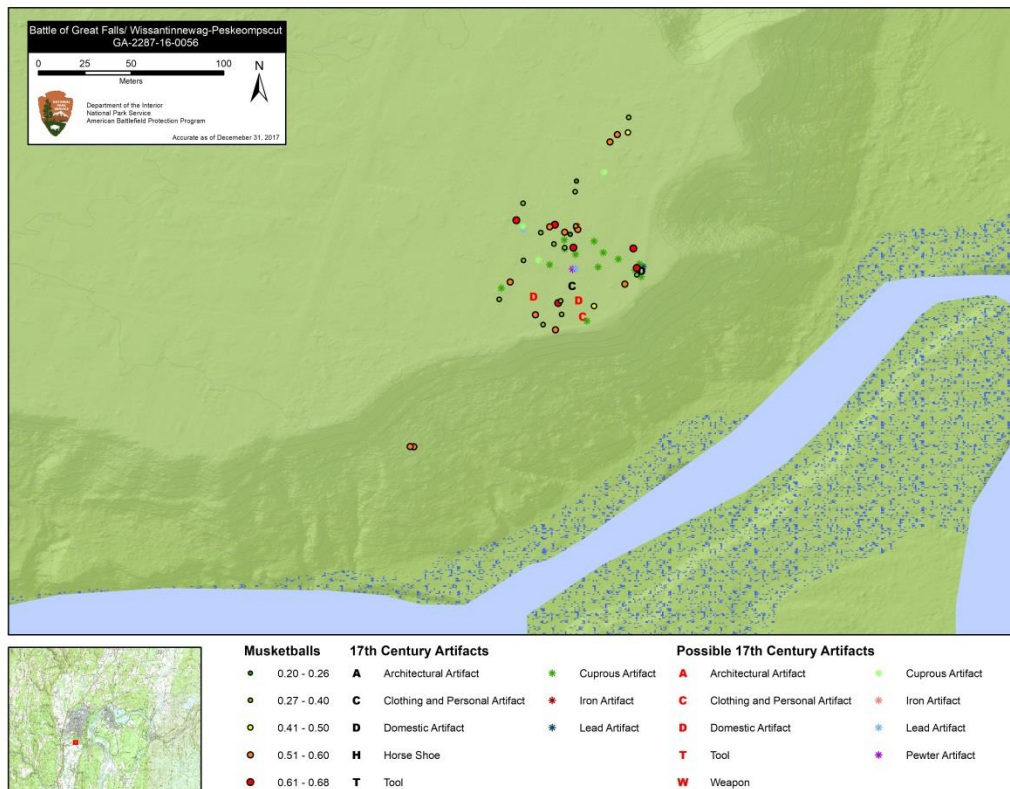 Battle of Great Falls/ Wissantinnewag-Peskeompscut
GA-2287-16-0056
0 25 50 100
Meters
N
NATIONAL
PARK
SERVICE
Department of the Interior
National Park Service
American Battlefield Protection Program
Accurate as of Decemeber 31, 2017
C
D
D
D
C
Musketballs
0.20 - 0.26
0.27 - 0.40
0.41 - 0.50
0.51 - 0.60
0.61 - 0.68
17th Century Artifacts
A Architectural Artifact
C Clothing and Personal Artifact
D Domestic Artifact
H Horse Shoe
T Tool
Cuprous Artifact
Iron Artifact
Lead Artifact
Possible 17th Century Artifacts
A Architectural Artifact
C Clothing and Personal Artifact
D Domestic Artifact
T Tool
W Weapon
Cuprous Artifact
Iron Artifact
Lead Artifact
Pewter Artifact